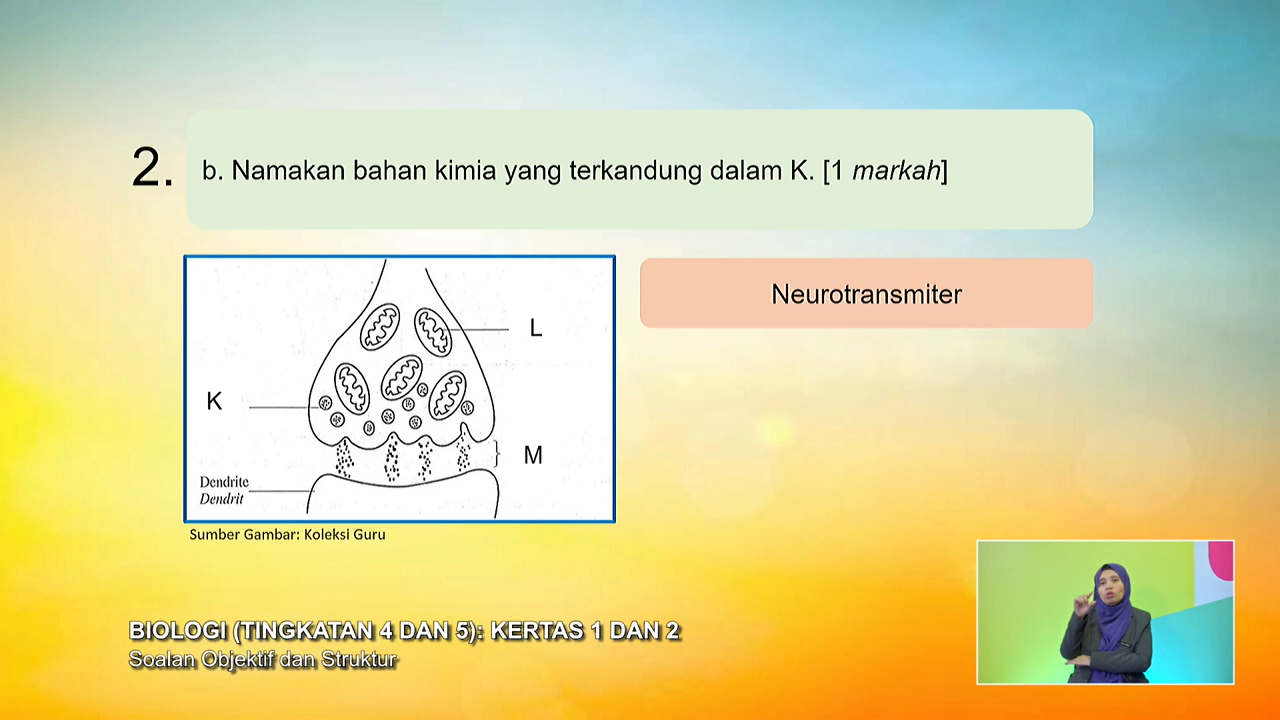 2.
b. Namakan bahan kimia yang terkandung dalam K. [1 markah]
Neurotransmiter
L
K
M
Dendrite
Dendrit
Sumber Gambar: Koleksi Guru
BIOLOGI (TINGKATAN 4 DAN 5): KERTAS 1 DAN 2
Soalan Objektif dan Struktur